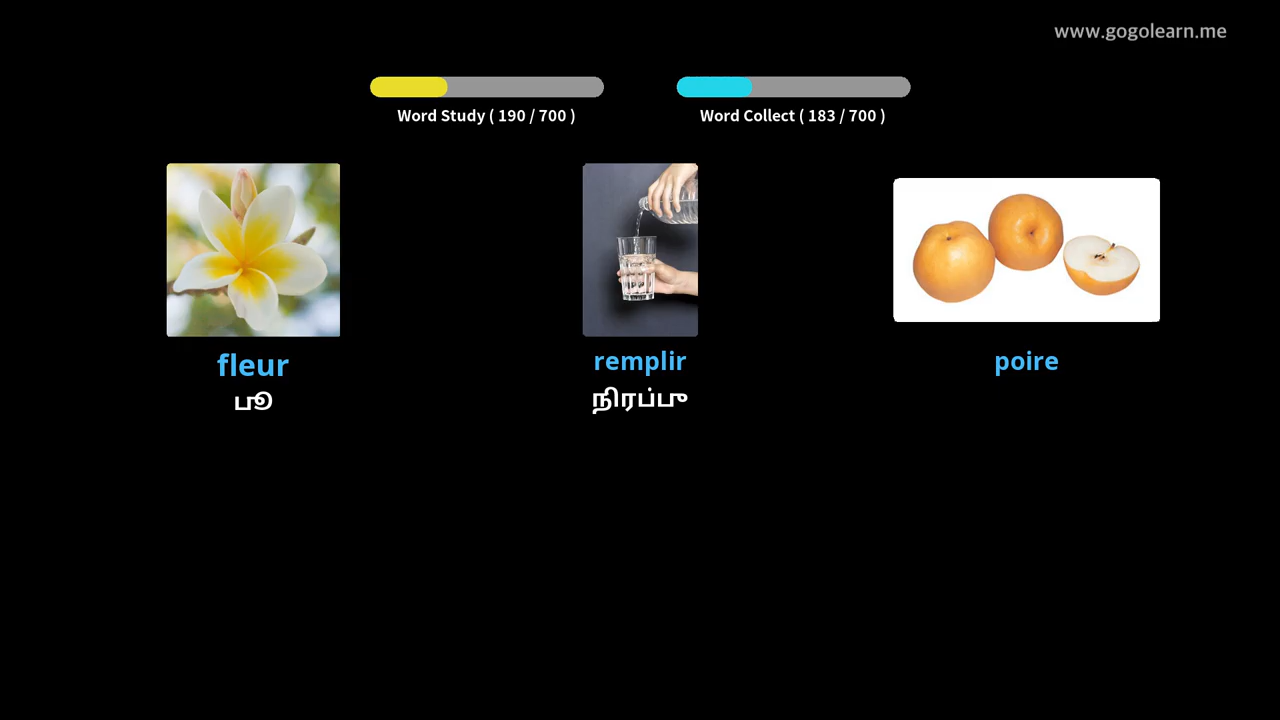 www.gogolearn.me
Word Study ( 190 / 700 )
Word Collect ( 183 / 700 )
fleur
பூ
remplir
நிரப்பு
poire